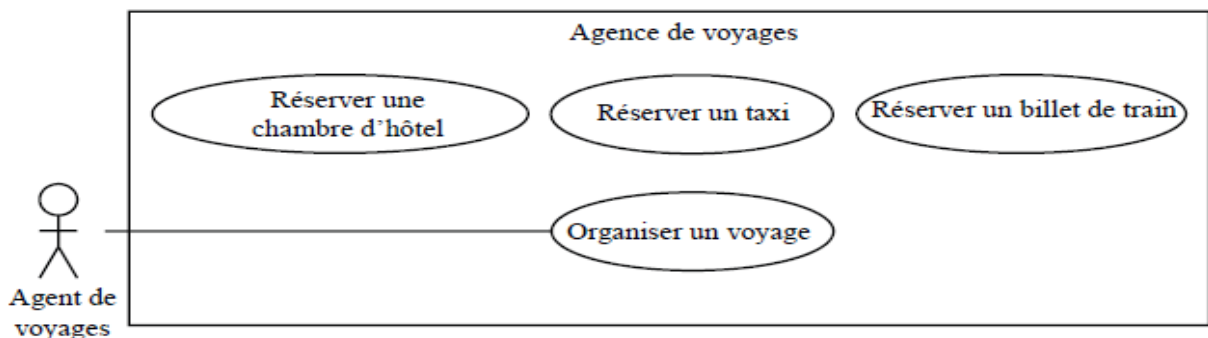 Agence de voyages
Réserver une
chambre d’hôtel
Réserver un taxi
Réserver un billet de train
Organiser un voyage
Agent de
voyages